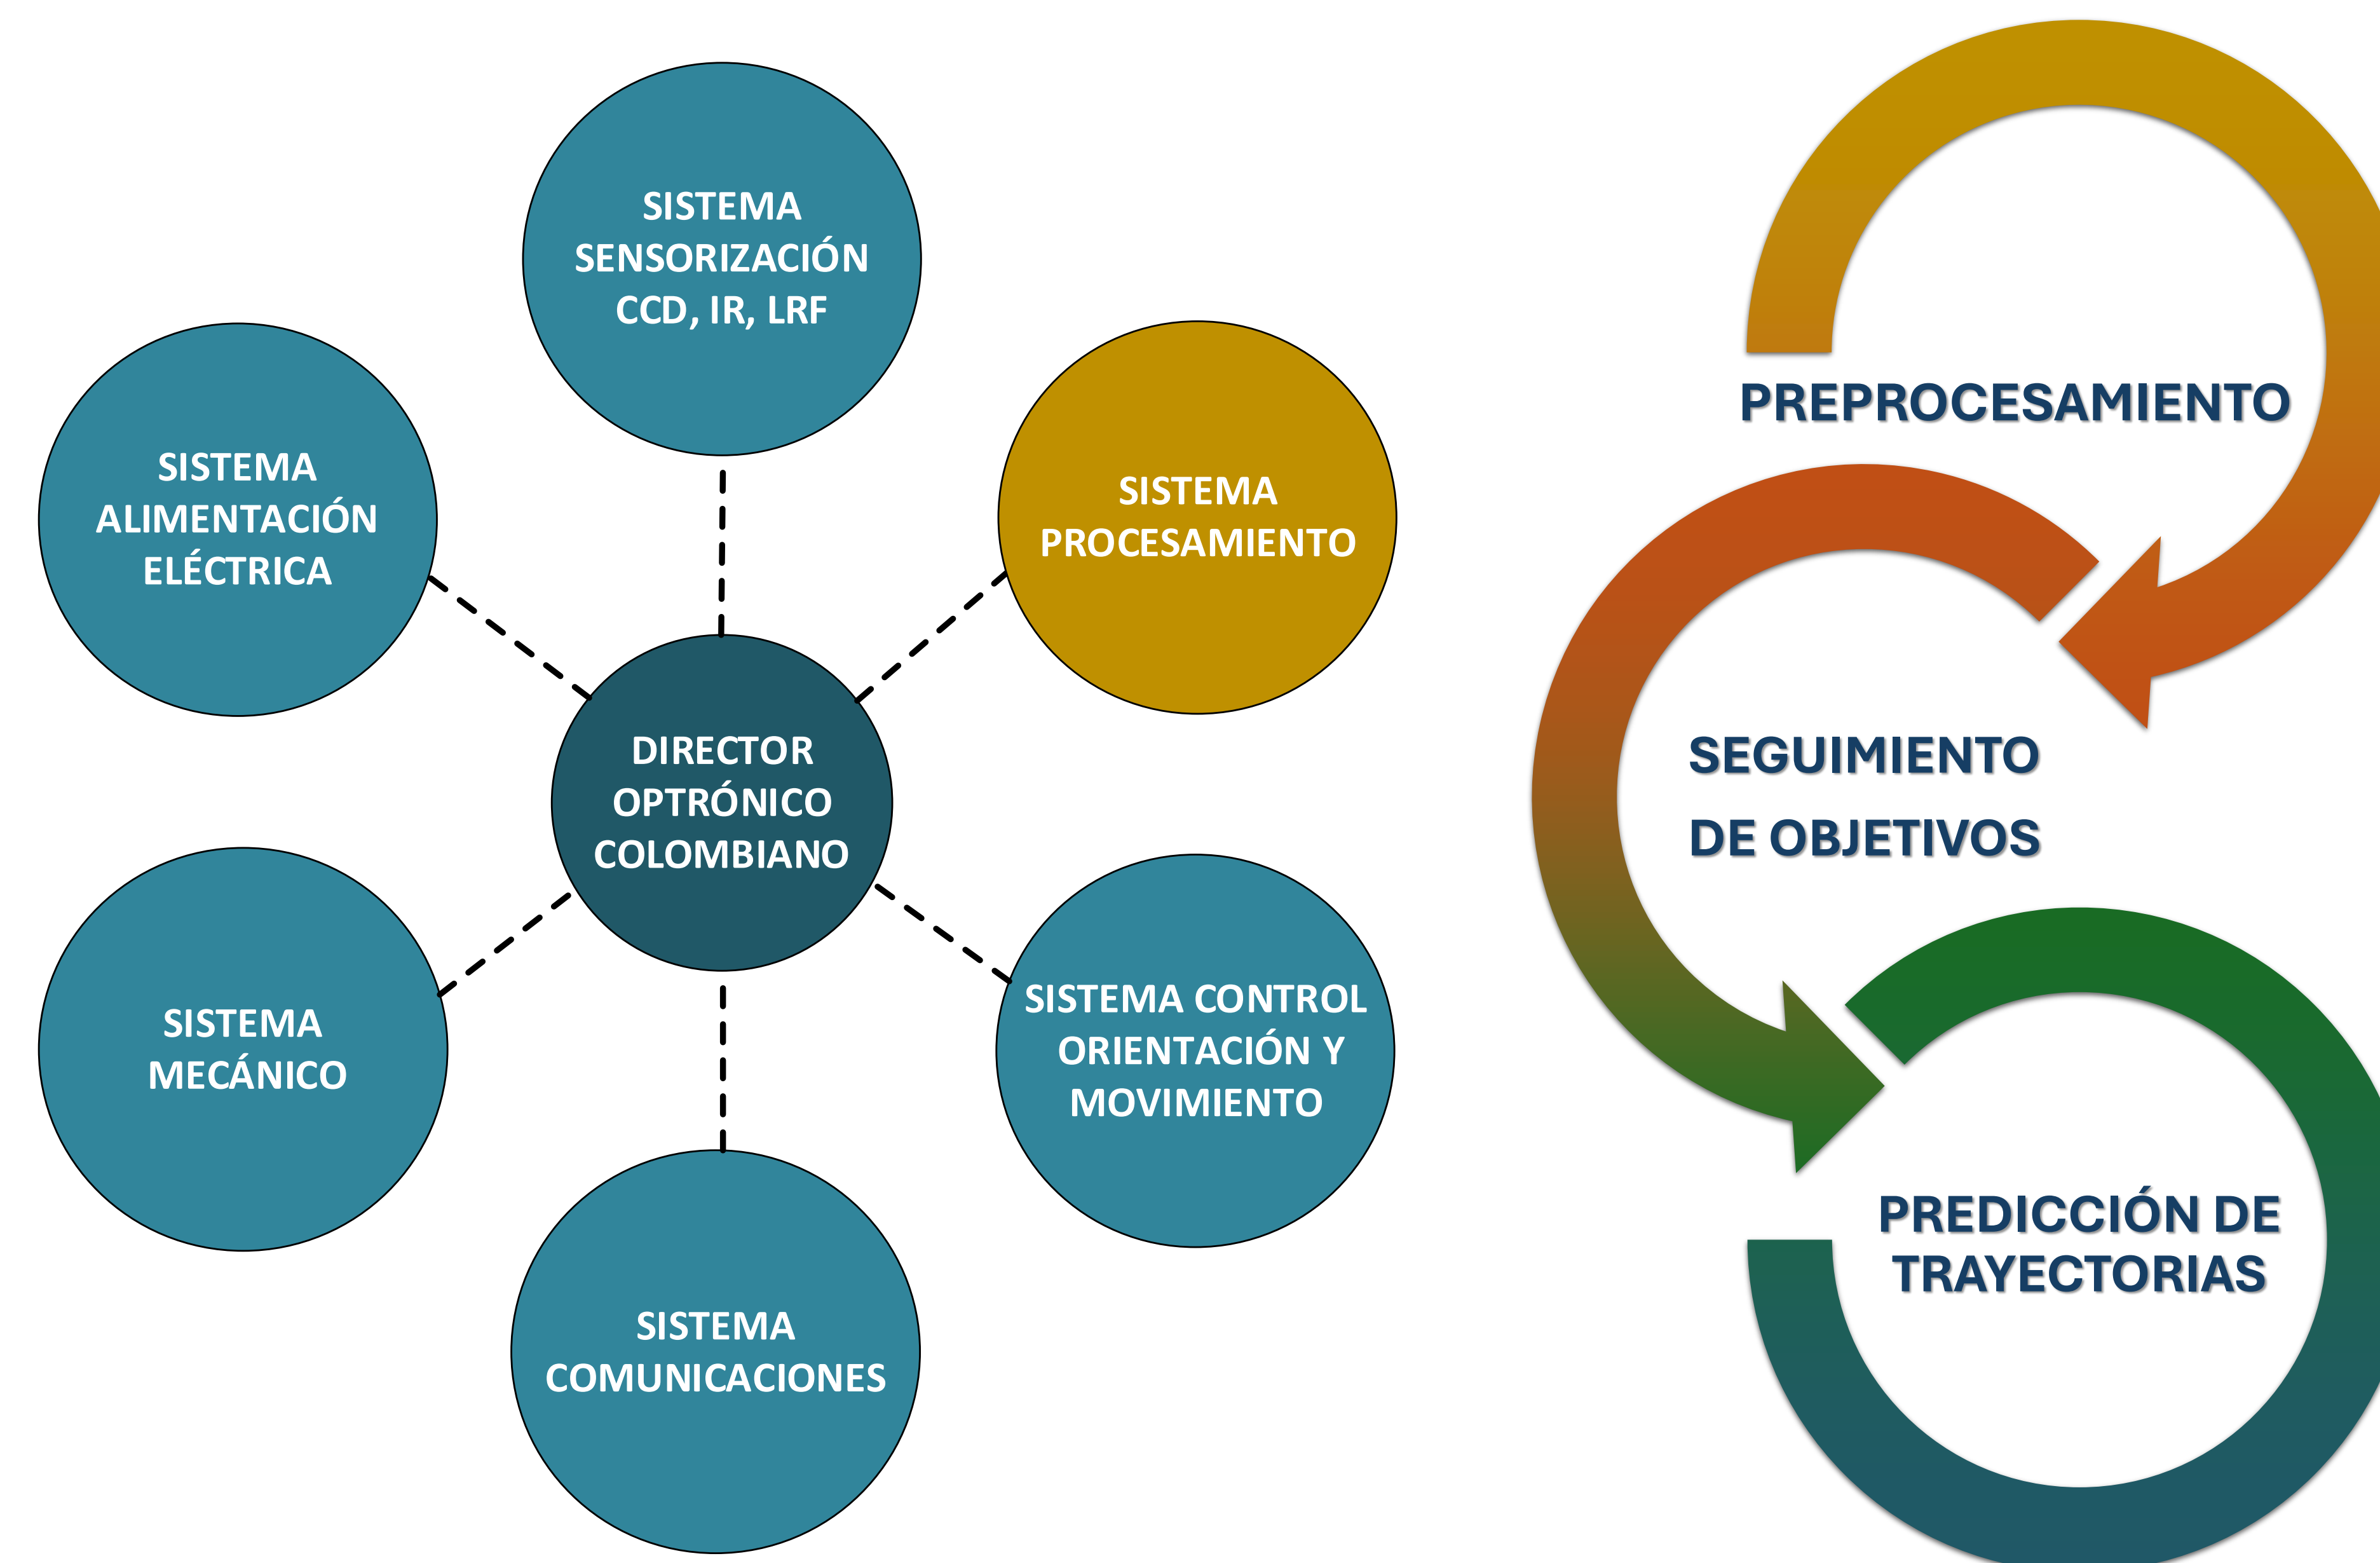 SISTEMA
SENSORIZACIÓN
CCD, IR, LRF
SISTEMA
ALIMENTACIÓN
ELÉCTRICA
SISTEMA
PROCESAMIENTO
DIRECTOR
OPTRÓNICO
COLOMBIANO
SISTEMA
MECÁNICO
SISTEMA CONTROL
ORIENTACIÓN Y
MOVIMIENTO
SISTEMA
COMUNICACIONES
PREPROCESAMIENTO
SEGUIMIENTO
DE OBJETIVOS
PREDICCIÓN DE
TRAYECTORIAS